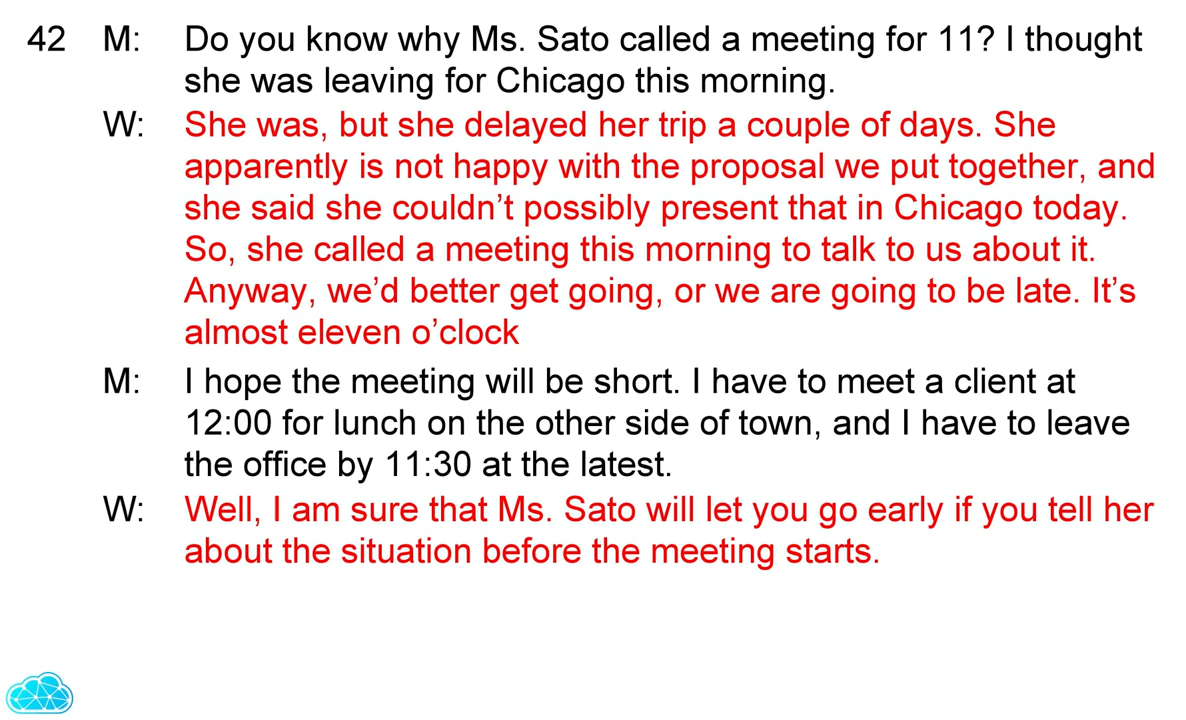 42 M: Do you know why Ms. Sato called a meeting for 11? I thought
she was leaving for Chicago this morning.
W: She was, but she delayed her trip a couple of days. She
apparently is not happy with the proposal we put together, and
she said she couldn’t possibly present that in Chicago today.
So, she called a meeting this morning to talk to us about it.
Anyway, we’d better get going, or we are going to be late. It’s
almost eleven o’clock
M: I hope the meeting will be short. I have to meet a client at
12:00 for lunch on the other side of town, and I have to leave
the office by 11:30 at the latest.
W: Well, I am sure that Ms. Sato will let you go early if you tell her
about the situation before the meeting starts.